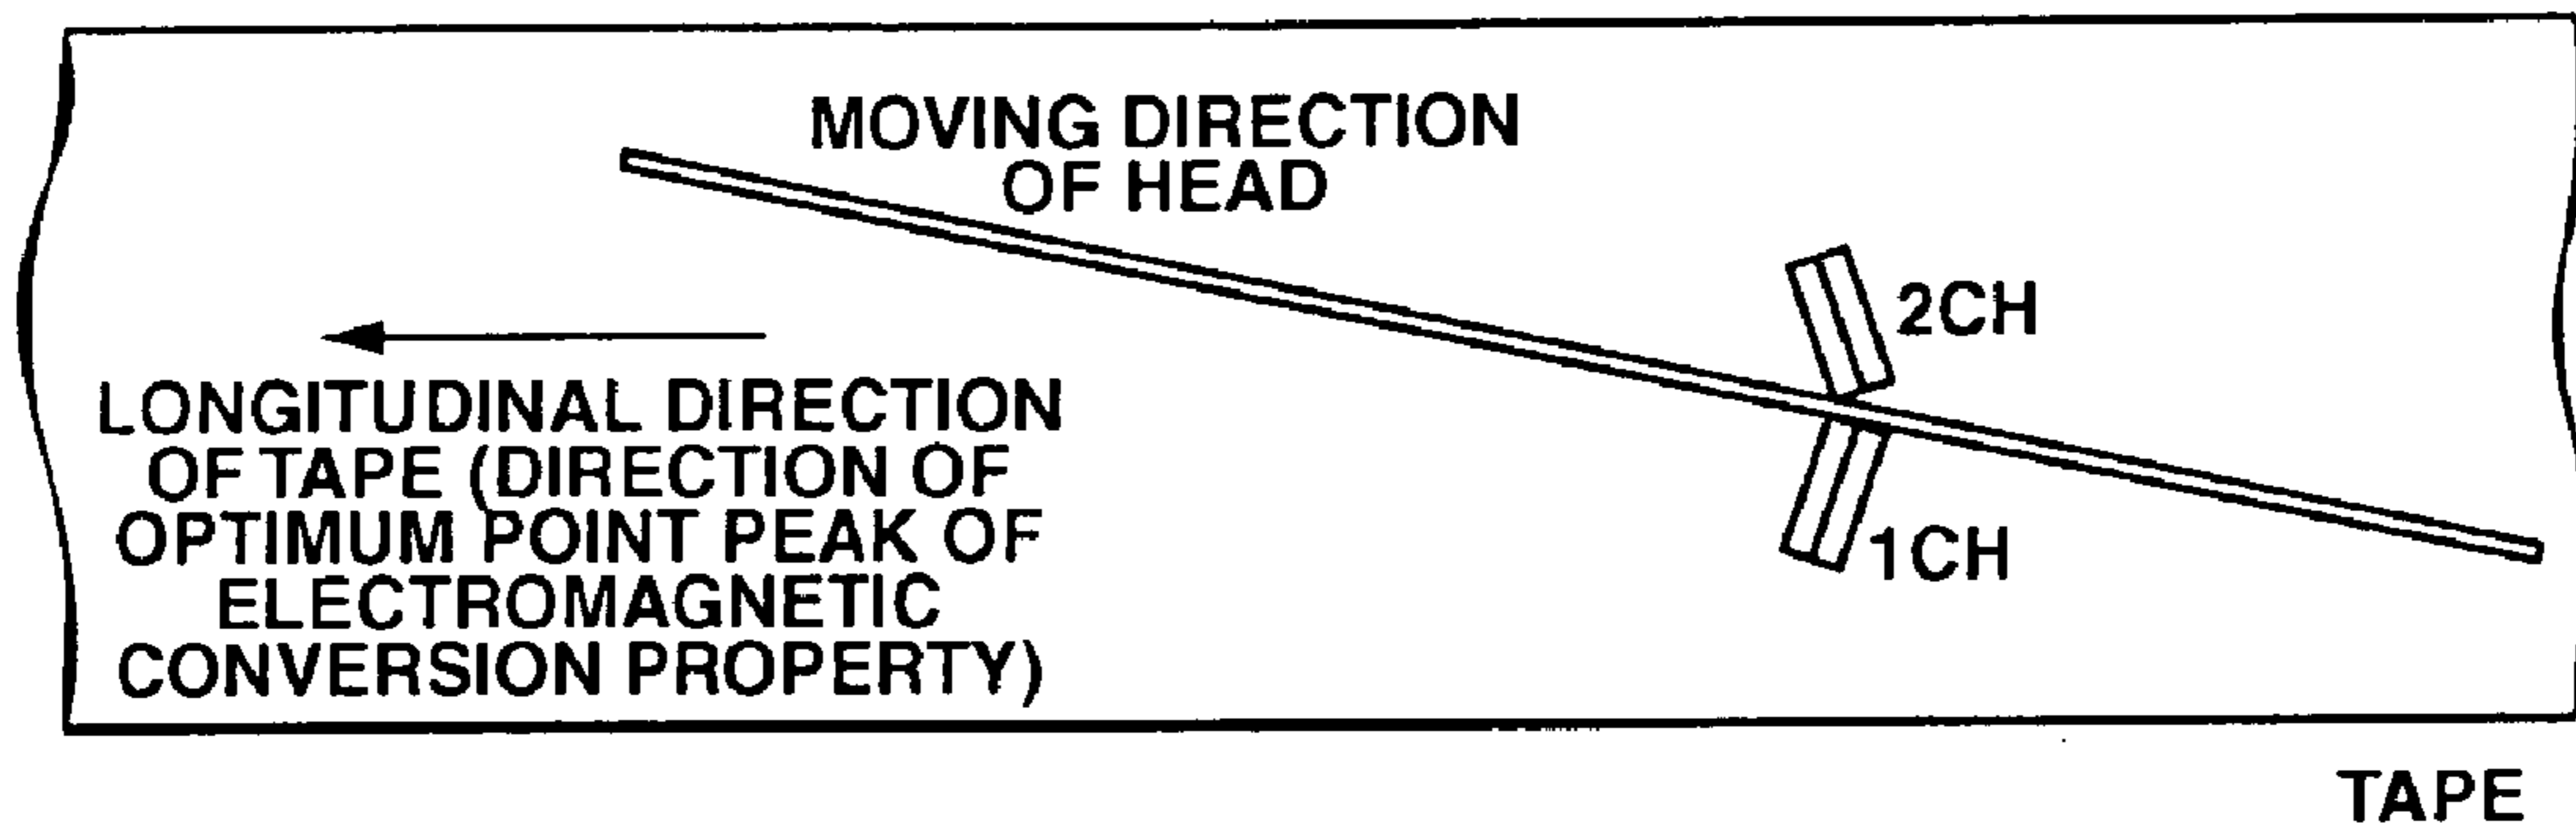 MOVING DIRECTION
OF HEAD
2CH
LONGITUDINAL DIRECTION
OF TAPE (DIRECTION OF
OPTIMUM POINT PEAK OF
ELECTROMAGNETIC
CONVERSION PROPERTY)
1CH
TAPE